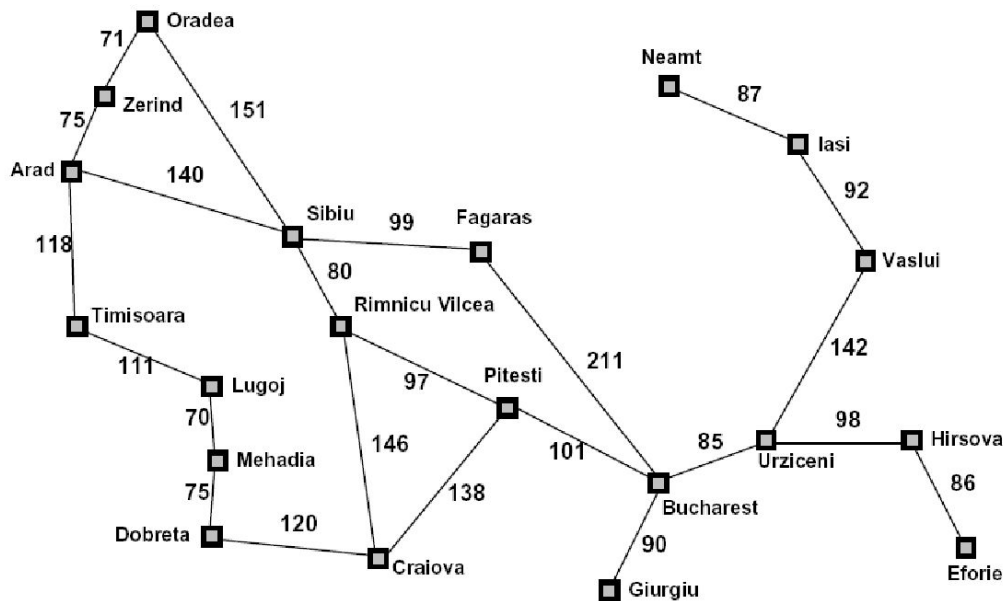 Oradea
71
Neamt
87
Zerind
75
151
Iasi
Arad
140
92
Sibiu
99
Fagaras
118
Vaslui
80
Rimnicu Vilcea
Timisoara
142
111
211
97
Pitesti
Lugoj
70
98
Hirsova
146
101
85
Mehadia
Urziceni
75
138
86
Bucharest
120
Dobreta
90
Craiova
Eforie
Giurgiu